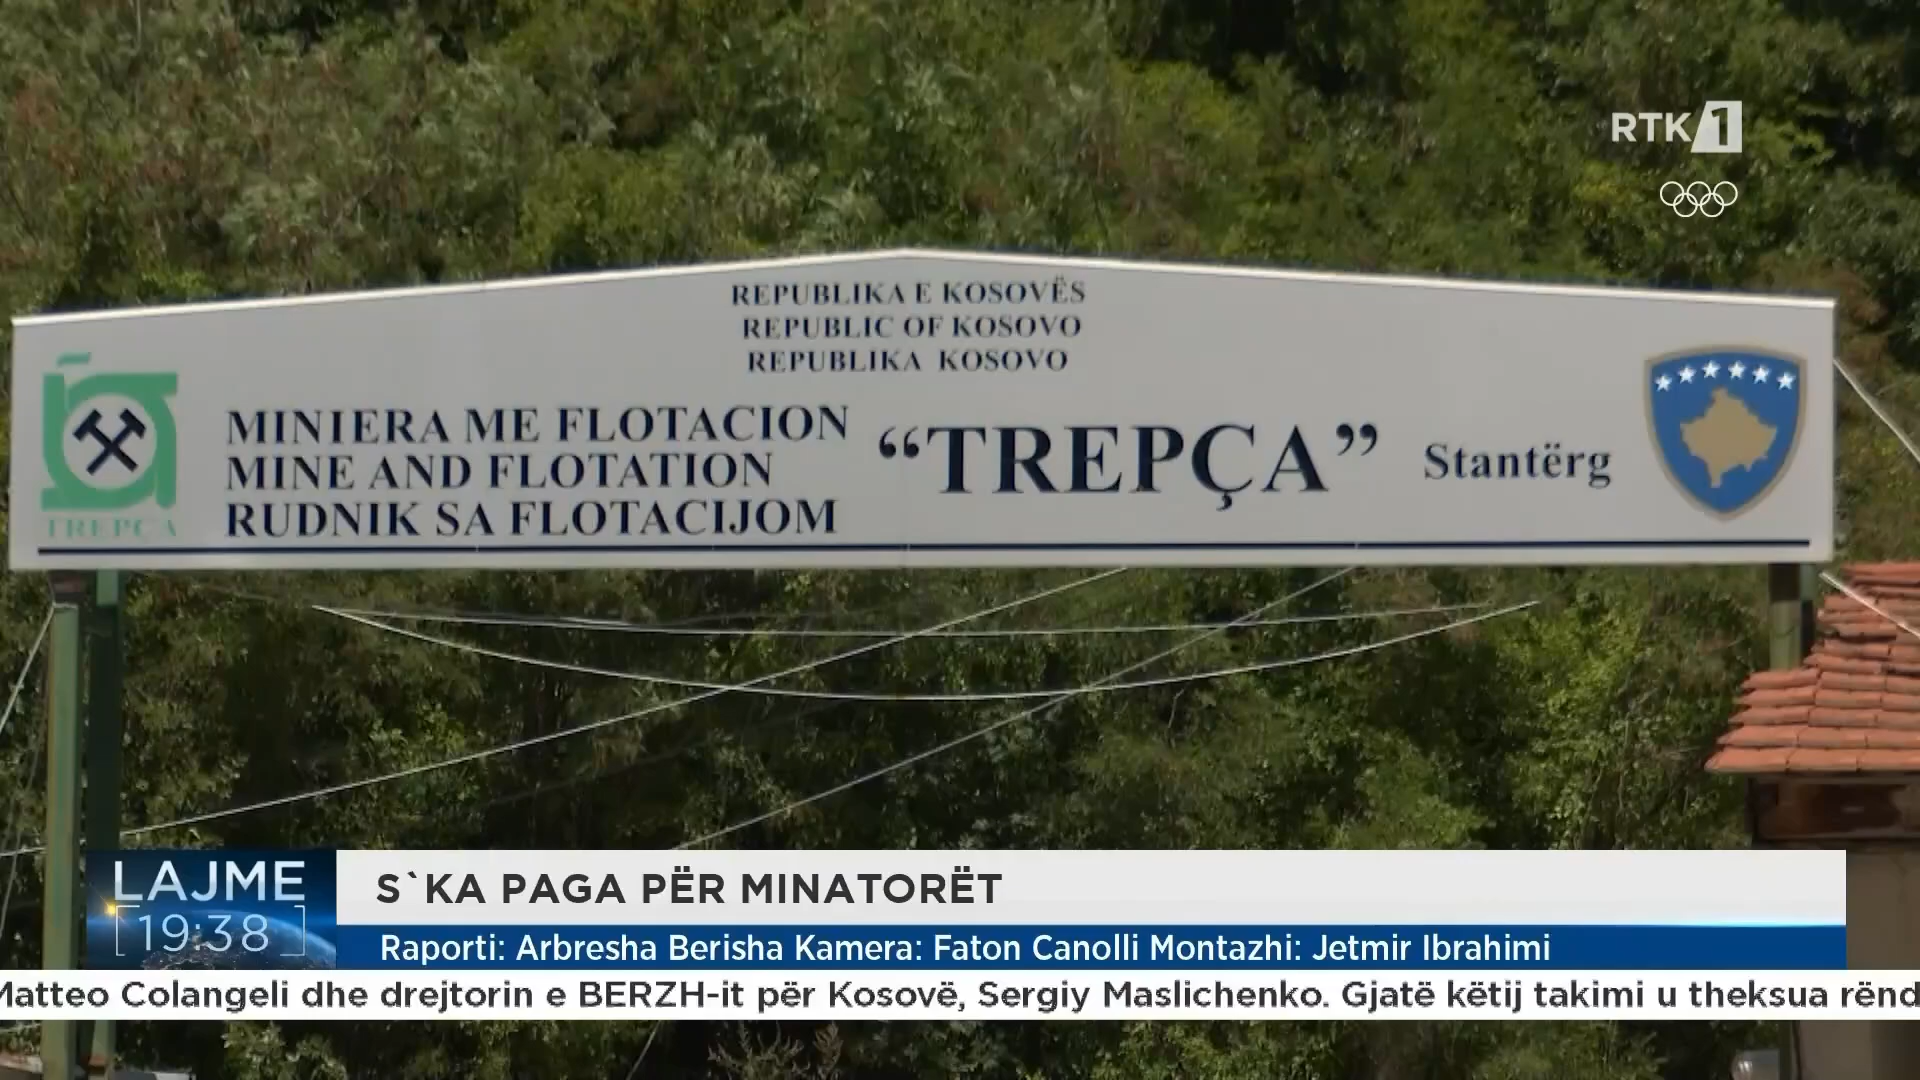 RTK 1
REPUBLIKA E KOSOVËS
REPUBLIC OF KOSOVO
REPUBLIKA KOSOVO
MINIERA ME FLOTACION
MINE AND FLOTATION
RUDNIK SA FLOTACIJOM
"TREPÇA" Stantërg
TREPÇA
LAJME
19:38
S`KA PAGA PËR MINATORËT
Raporti: Arbresha Berisha Kamera: Faton Canolli Montazhi: Jetmir Ibrahimi
Matteo Colangeli dhe drejtorin e BERZH-it për Kosovë, Sergiy Maslichenko. Gjatë këtij takimi u theksua rënd